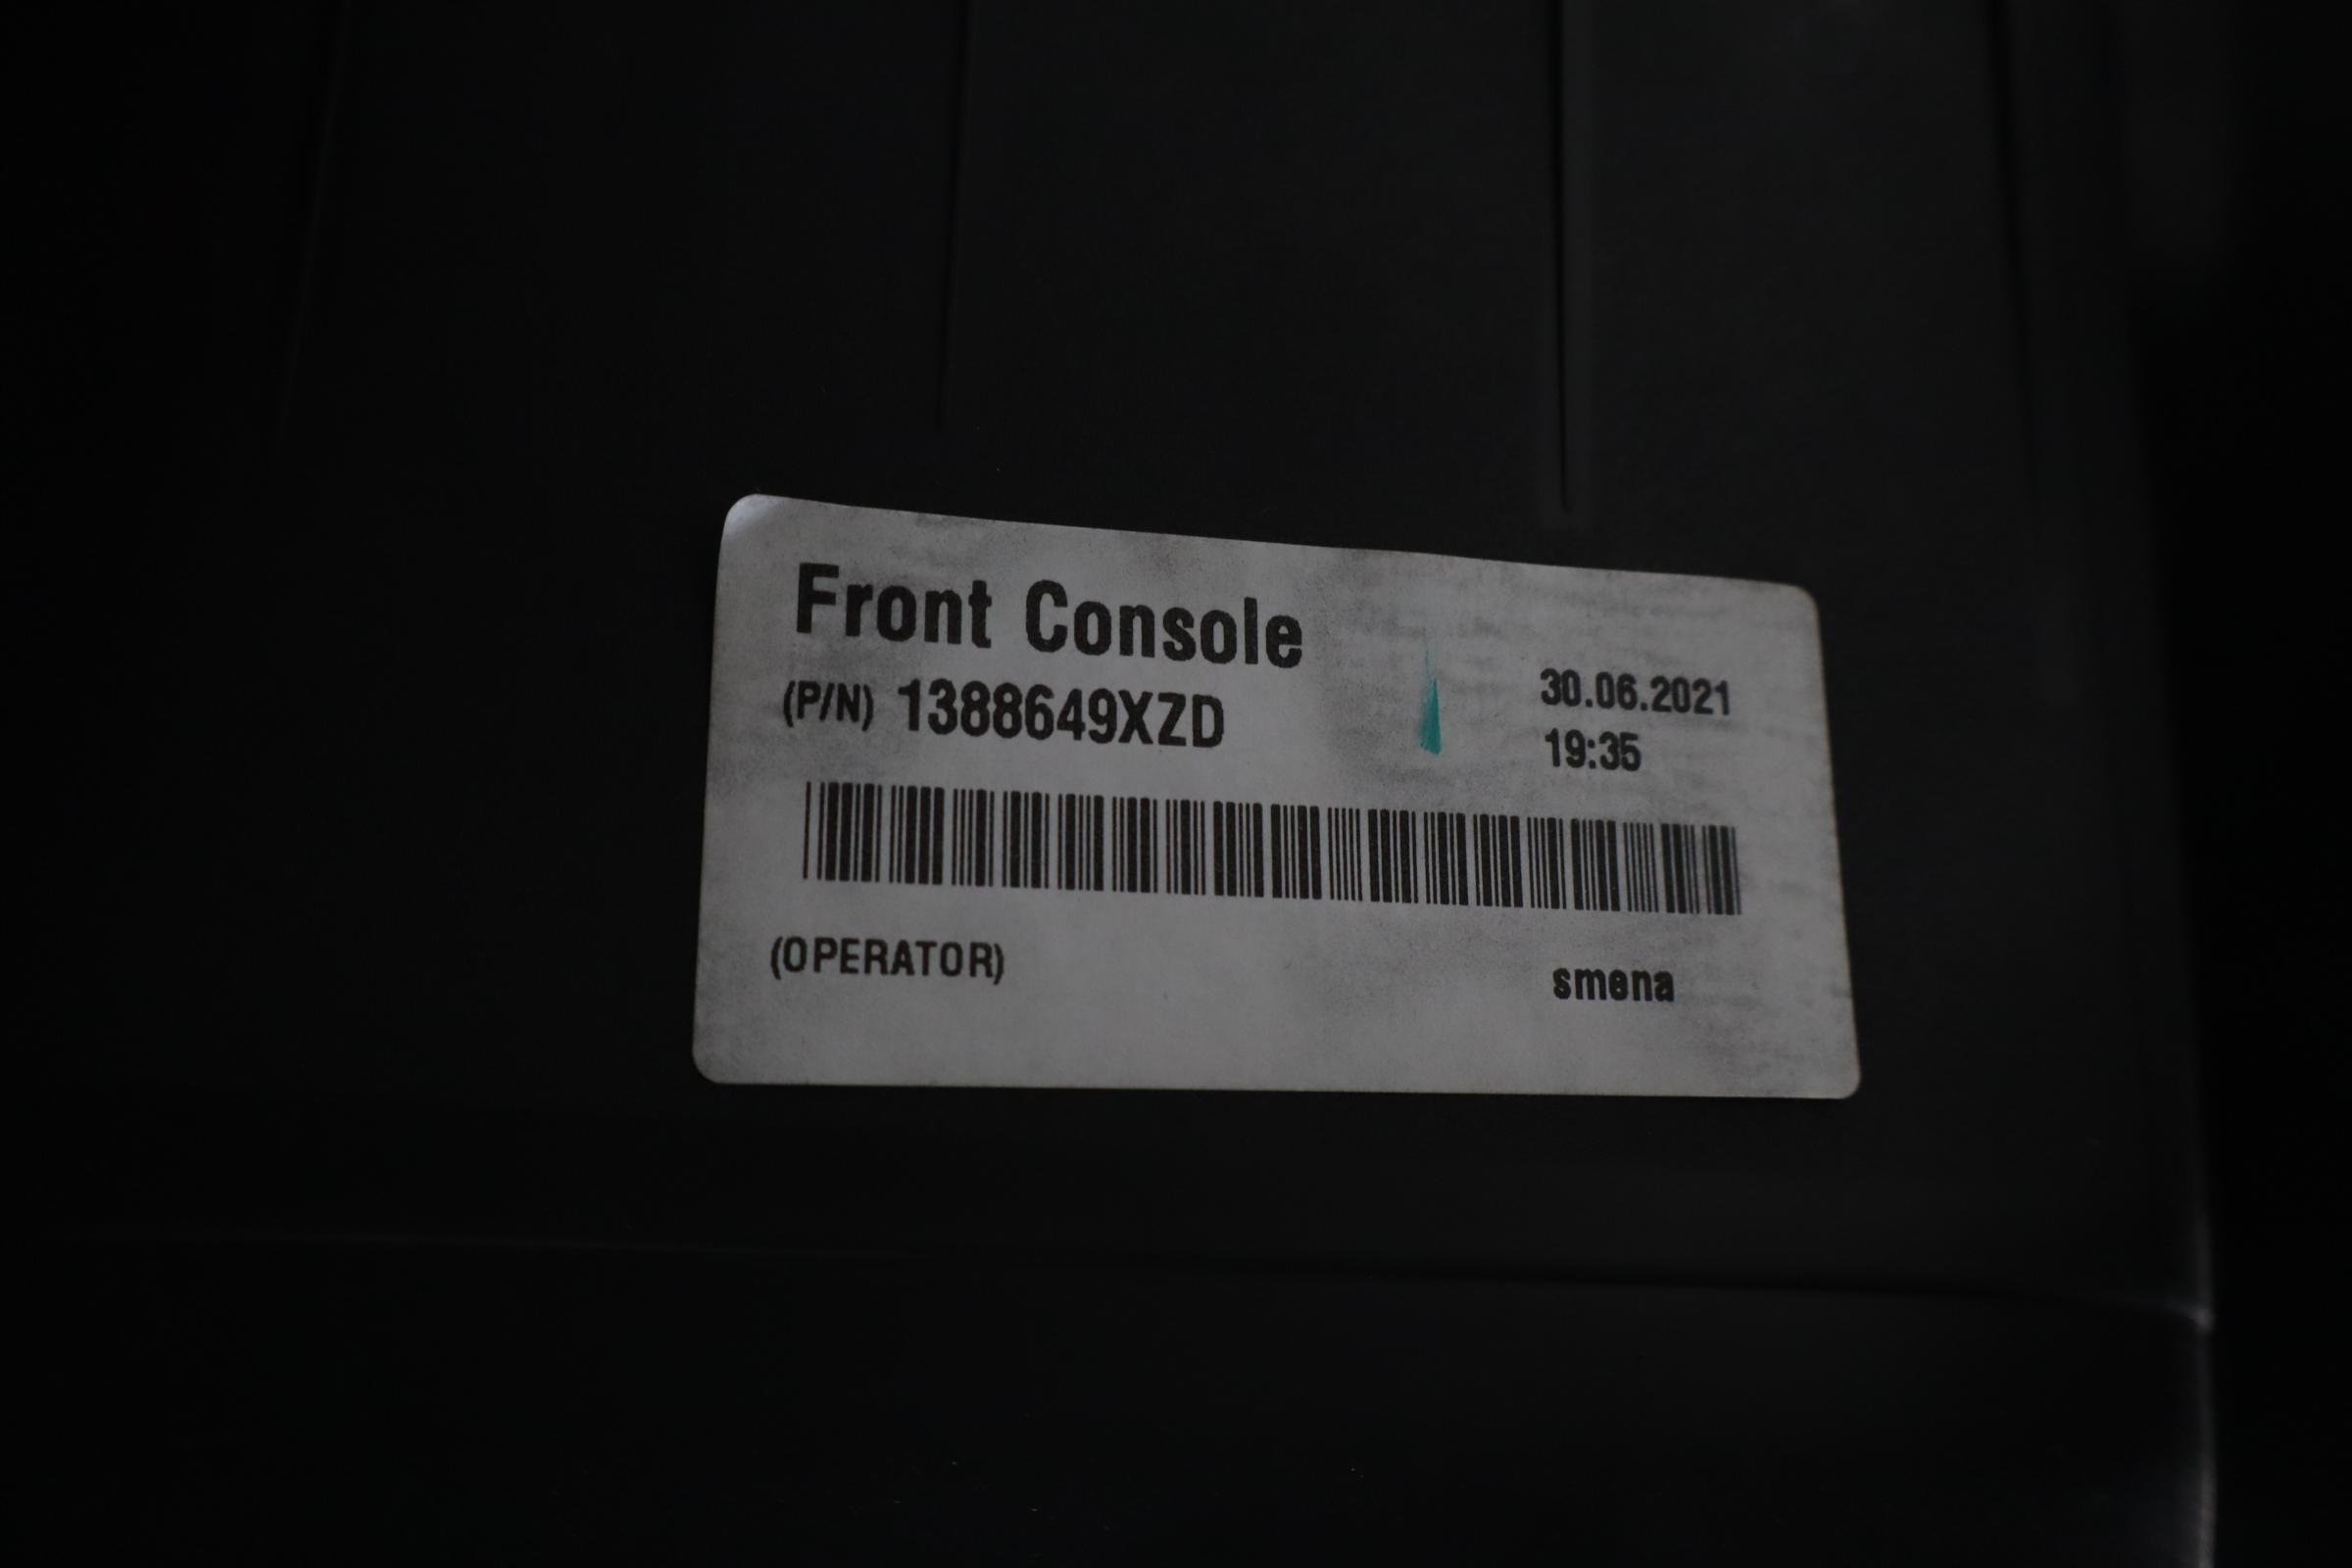 Front Console
(P/N) 1388649XZD
30.06.2021
19:35
(OPERATOR)
smena